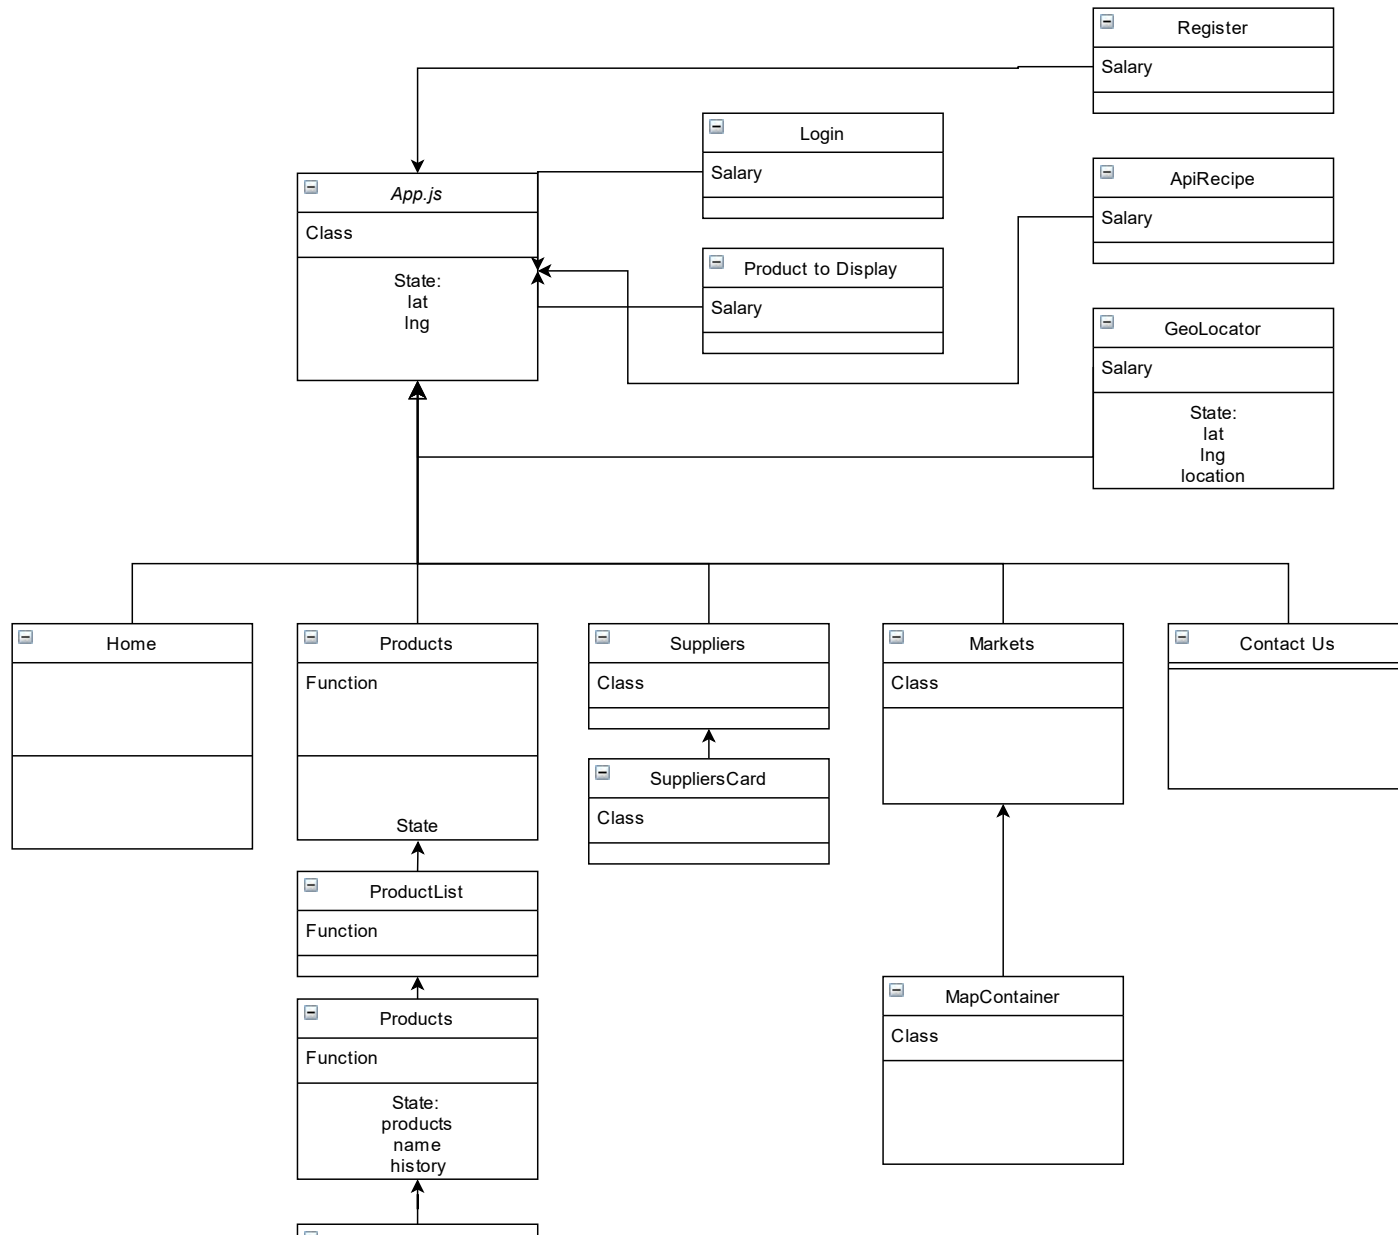 Register
Salary
Login
Salary
ApiRecipe
Salary
App.js
Class
State:
lat
lng
Product to Display
Salary
GeoLocator
Salary
State:
lat
lng
location
Home
Products
Function
State
Suppliers
Class
SuppliersCard
Class
Markets
Class
Contact Us
ProductList
Function
Products
Function
State:
products
name
history
MapContainer
Class